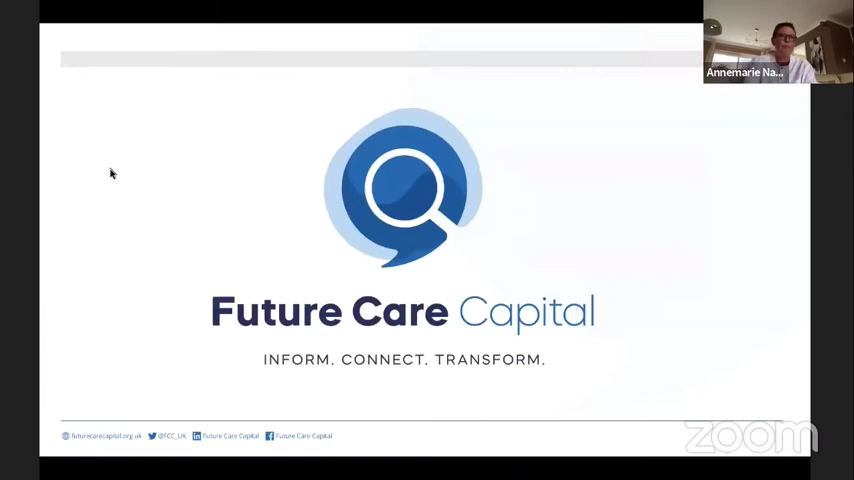 Annemarie Na...
Future Care Capital
INFORM. CONNECT. TRANSFORM.
futurecarecapital.org.uk @FCC_UK Future Care Capital Future Care Capital
zoom